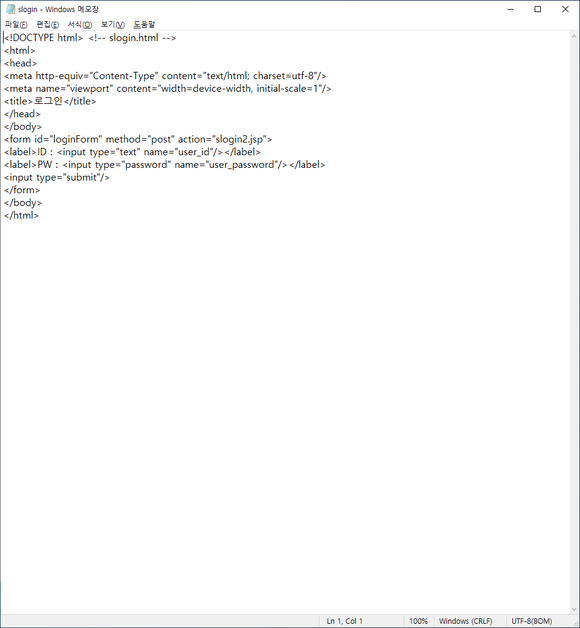 slogin - Windows 메모장
파일(F) 편집(E) 서식(O) 보기(V) 도움말
<!DOCTYPE html> <!-- slogin.html -->
<html>
<head>
<meta http-equiv="Content-Type" content="text/html; charset=utf-8"/>
<meta name="viewport" content="width=device-width, initial-scale=1"/>
<title>로그인</title>
</head>
</body>
<form id="loginForm" method="post" action="slogin2.jsp">
<label>ID : <input type="text" name="user_id"/></label>
<label>PW : <input type="password" name="user_password"/></label>
<input type="submit"/>
</form>
</body>
</html>
Ln 1, Col 1 100% Windows (CRLF) UTF-8(BOM)